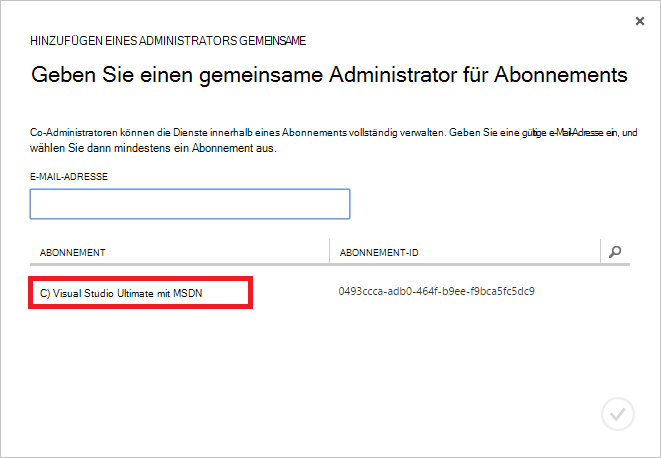 HINZUFÜGEN EINES ADMINISTRATORS GEMEINSAME
Geben Sie einen gemeinsame Administrator für Abonnements
Co-Administratoren können die Dienste innerhalb eines Abonnements vollständig verwalten. Geben Sie eine gültige e-Mail-Adresse ein, und
wählen Sie dann mindestens ein Abonnement aus.
E-MAIL-ADRESSE
ABONNEMENT ABONNEMENT-ID
C) Visual Studio Ultimate mit MSDN 0493ccca-adb0-464f-b9ee-f9bca5fc5dc9